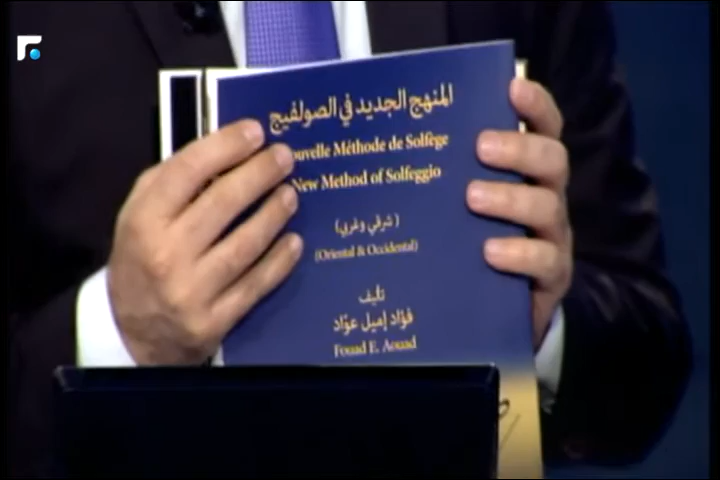 المنهج الجديد في الصولفيج
ouvelle Méthode de Solfège
New Method of Solfeggio
(شرقي وغربي)
(Oriental & Occidental)
تأليف
فؤاد إميل عوّاد
Fouad E. Aouad